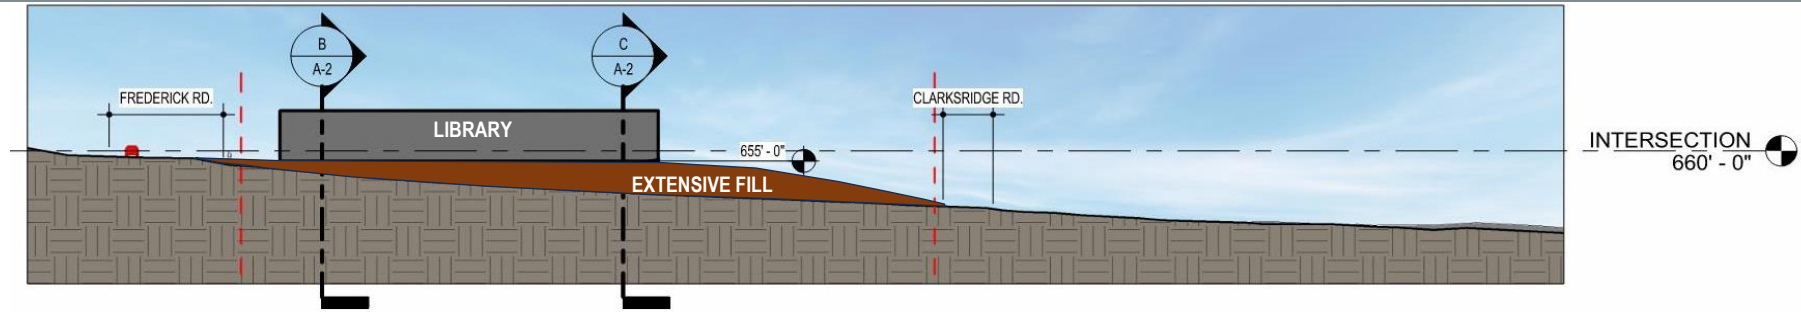 B
A-2
C
A-2
FREDERICK RD.
CLARKSRIDGE RD.
LIBRARY
655' - 0"
INTERSECTION
660' - 0"
EXTENSIVE FILL